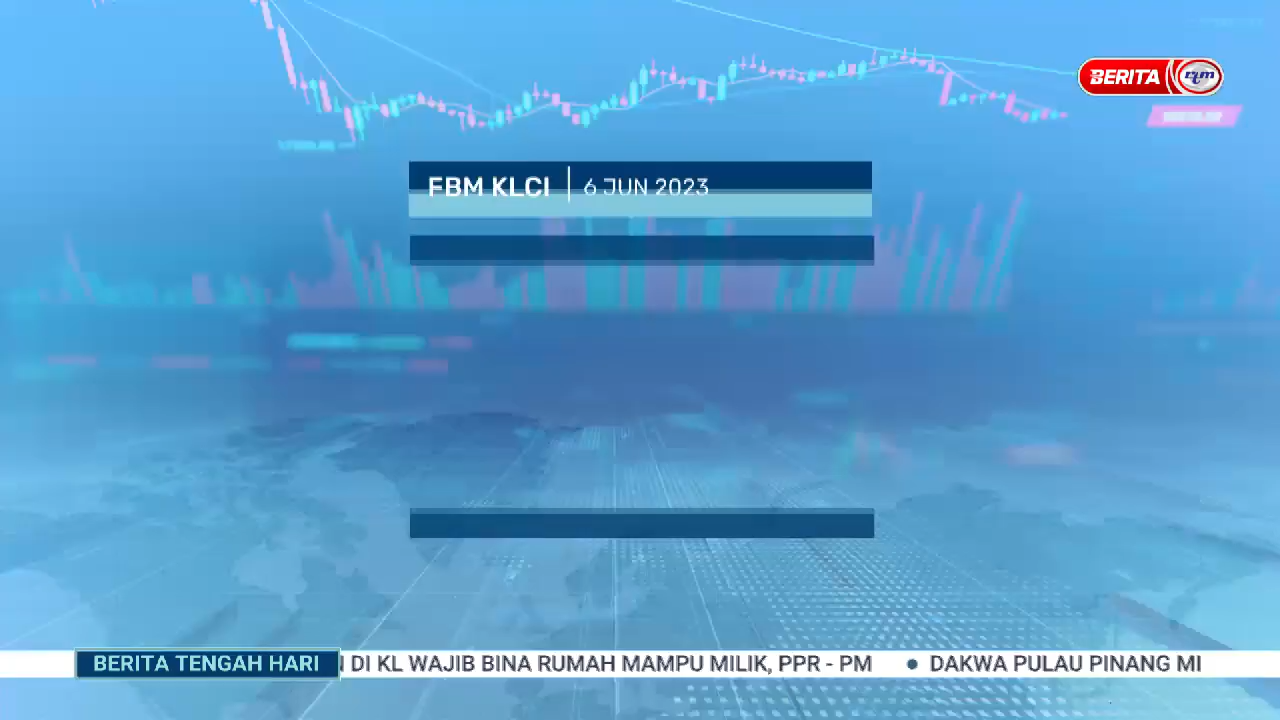 BERITA rtm
FBM KLCI | 6 JUN 2023
BERITA TENGAH HARI
DI KL WAJIB BINA RUMAH MAMPU MILIK, PPR - PM • DAKWA PULAU PINANG MI